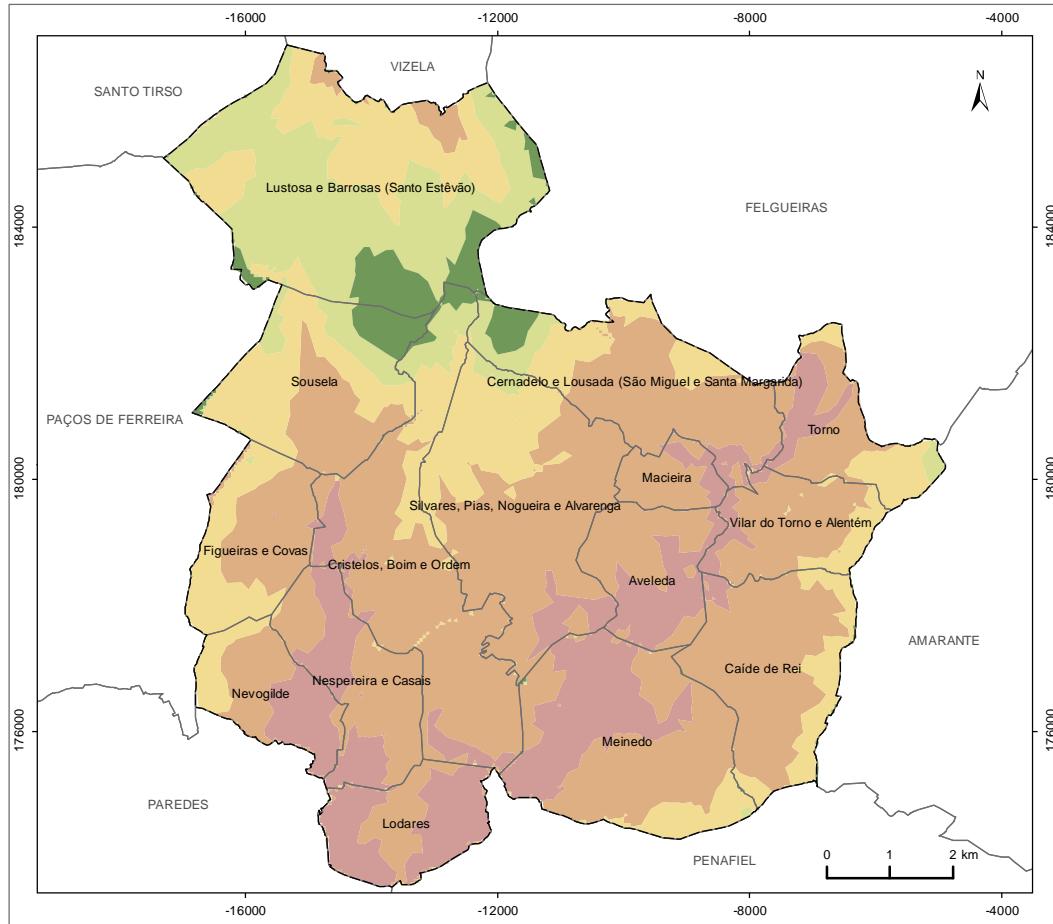 -16000
-12000
-8000
-4000
VIZELA
SANTO TIRSO
N
Lustosa e Barrosas (Santo Estêvão)
FELGUEIRAS
184000
184000
Sousela
Cernadelo e Lousada (São Miguel e Santa Margarida)
PAÇOS DE FERREIRA
Torno
180000
180000
Macieira
Silvares, Pias, Nogueira e Alvarenga
Vilar do Torno e Alentém
Figueiras e Covas
Cristelos, Boim e Ordem
Aveleda
AMARANTE
Caíde de Rei
Nespereira e Casais
Nevogilde
176000
176000
Meinedo
PAREDES
Lodares
PENAFIEL
0 1 2 km
-16000
-12000
-8000
-4000